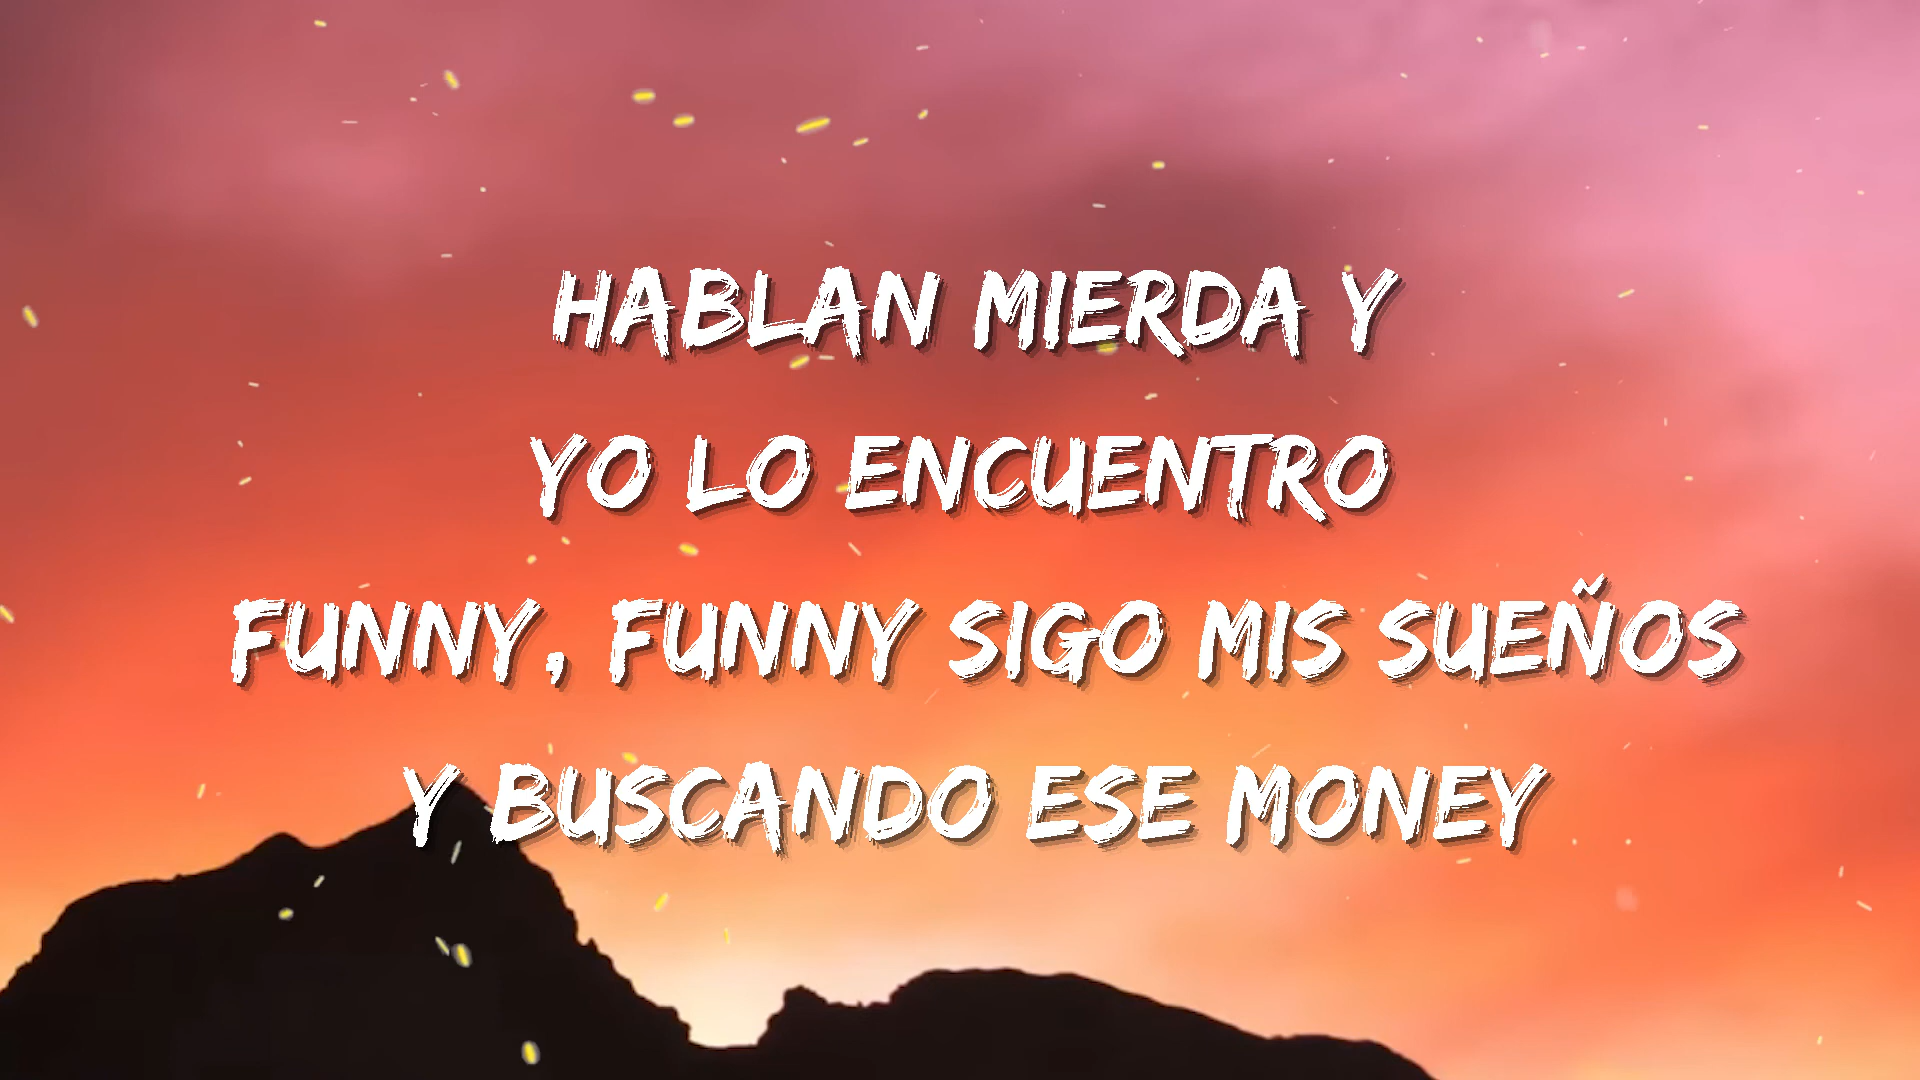 HABLAN MIERDA Y
YO LO ENCUENTRO
FUNNY, FUNNY SIGO MIS SUEÑOS
Y BUSCANDO ESE MONEY